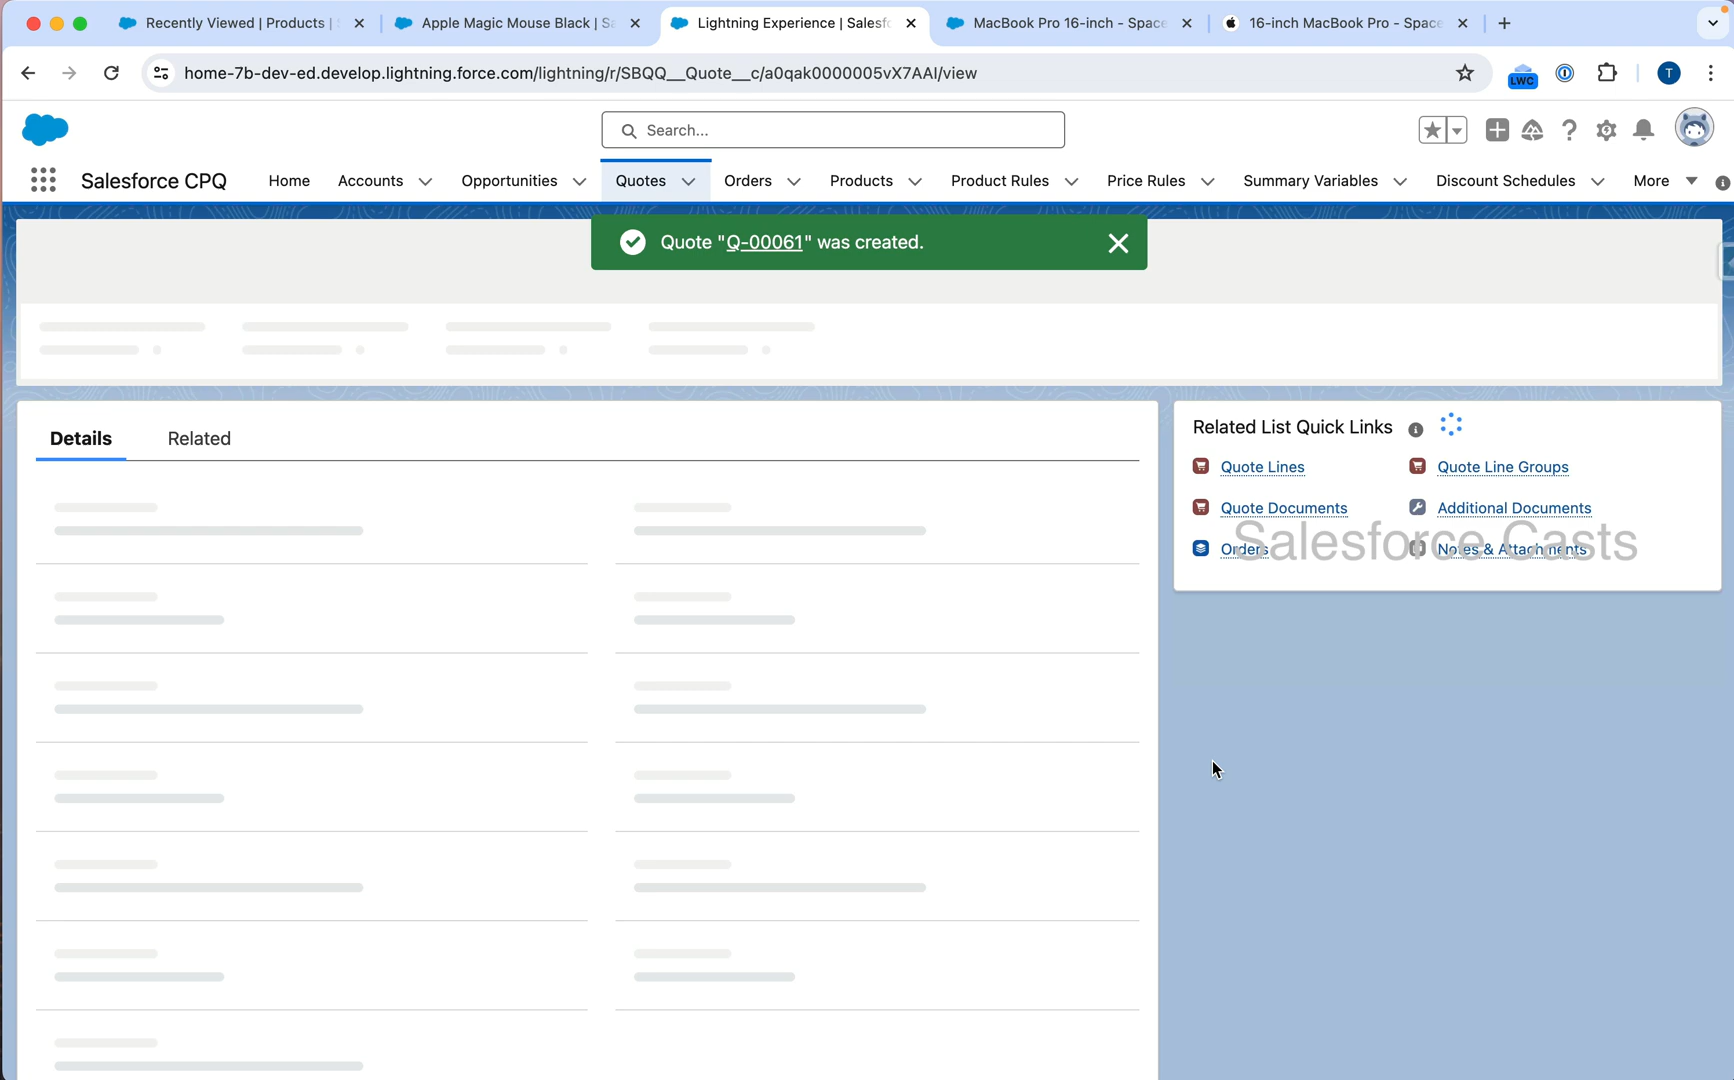 Recently Viewed | Products |
Apple Magic Mouse Black | Sa
Lightning Experience | Salesfo
MacBook Pro 16-inch - Space
16-inch MacBook Pro - Space
home-7b-dev-ed.develop.lightning.force.com/lightning/r/SBQQ__Quote__c/a0qak0000005vX7AAI/view
LWC
T
Search...
Salesforce CPQ
Home
Accounts
Opportunities
Quotes
Orders
Products
Product Rules
Price Rules
Summary Variables
Discount Schedules
More
Quote "Q-00061" was created.
Details
Related
Related List Quick Links
Quote Lines
Quote Line Groups
Quote Documents
Additional Documents
Orders
Notes & Attachments
Salesforce Casts